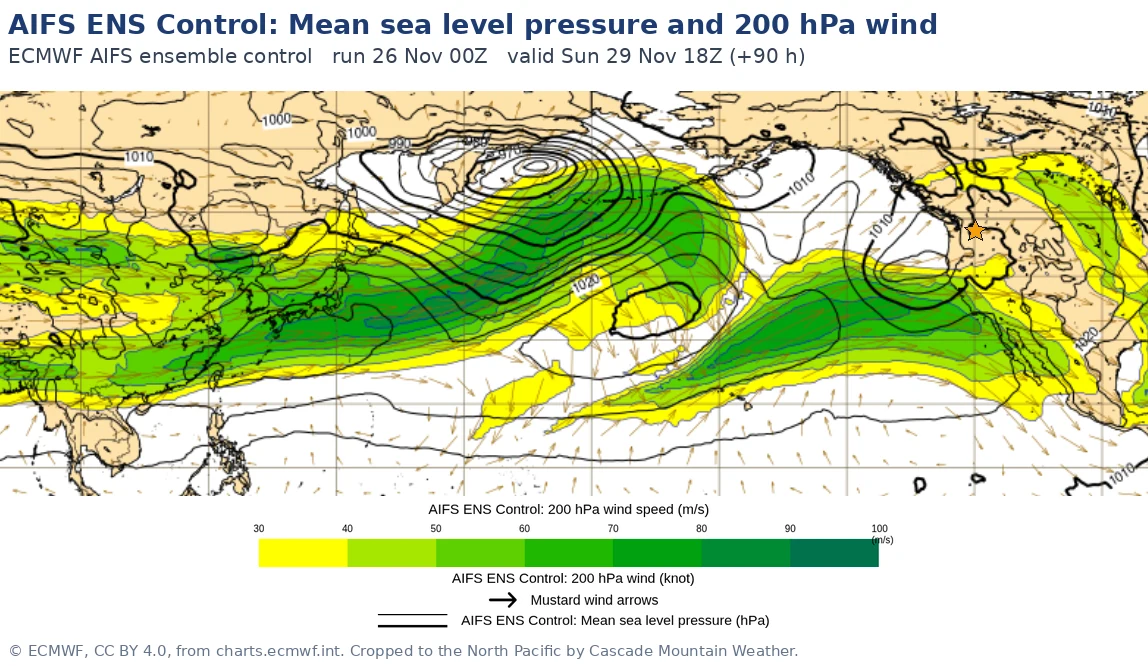 AIFS ENS Control: Mean sea level pressure and 200 hPa wind
ECMWF AIFS ensemble control run 26 Nov 00Z valid Sun 29 Nov 18Z (+90 h)
1010
1000
1000
990
970
1010
1010
1010
1020
1020
1010
AIFS ENS Control: 200 hPa wind speed (m/s)
30 40 50 60 70 80 90 100
(m/s)
AIFS ENS Control: 200 hPa wind (knot)
Mustard wind arrows
AIFS ENS Control: Mean sea level pressure (hPa)
© ECMWF, CC BY 4.0, from charts.ecmwf.int. Cropped to the North Pacific by Cascade Mountain Weather.